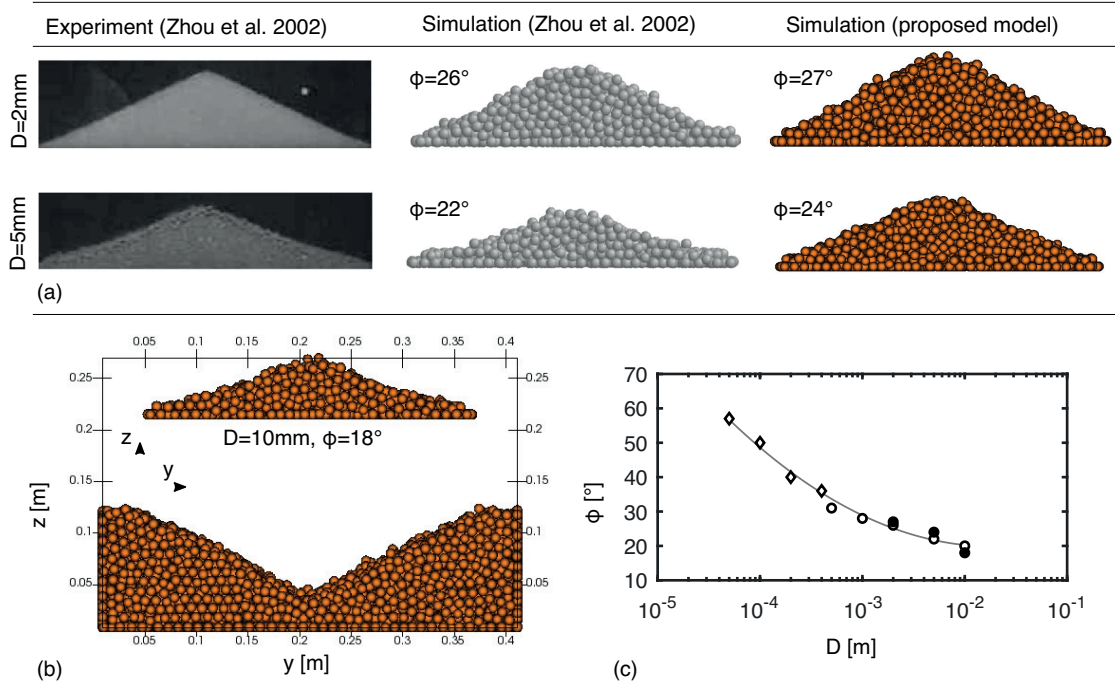 Experiment (Zhou et al. 2002) Simulation (Zhou et al. 2002) Simulation (proposed model)
D=2mm
ϕ=26° ϕ=27°
D=5mm
ϕ=22° ϕ=24°
(a)
0.05 0.1 0.15 0.2 0.25 0.3 0.35 0.4
0.25 0.25
0.2 0.2
0.15 0.15
0.1 0.1
0.05 0.05
D=10mm, ϕ=18°
z
y
z [m]
0.05 0.1 0.15 0.2 0.25 0.3 0.35 0.4
y [m]
(b)
70
60
50
40
30
20
10
ϕ [°]
10⁻⁵ 10⁻⁴ 10⁻³ 10⁻² 10⁻¹
D [m]
(c)